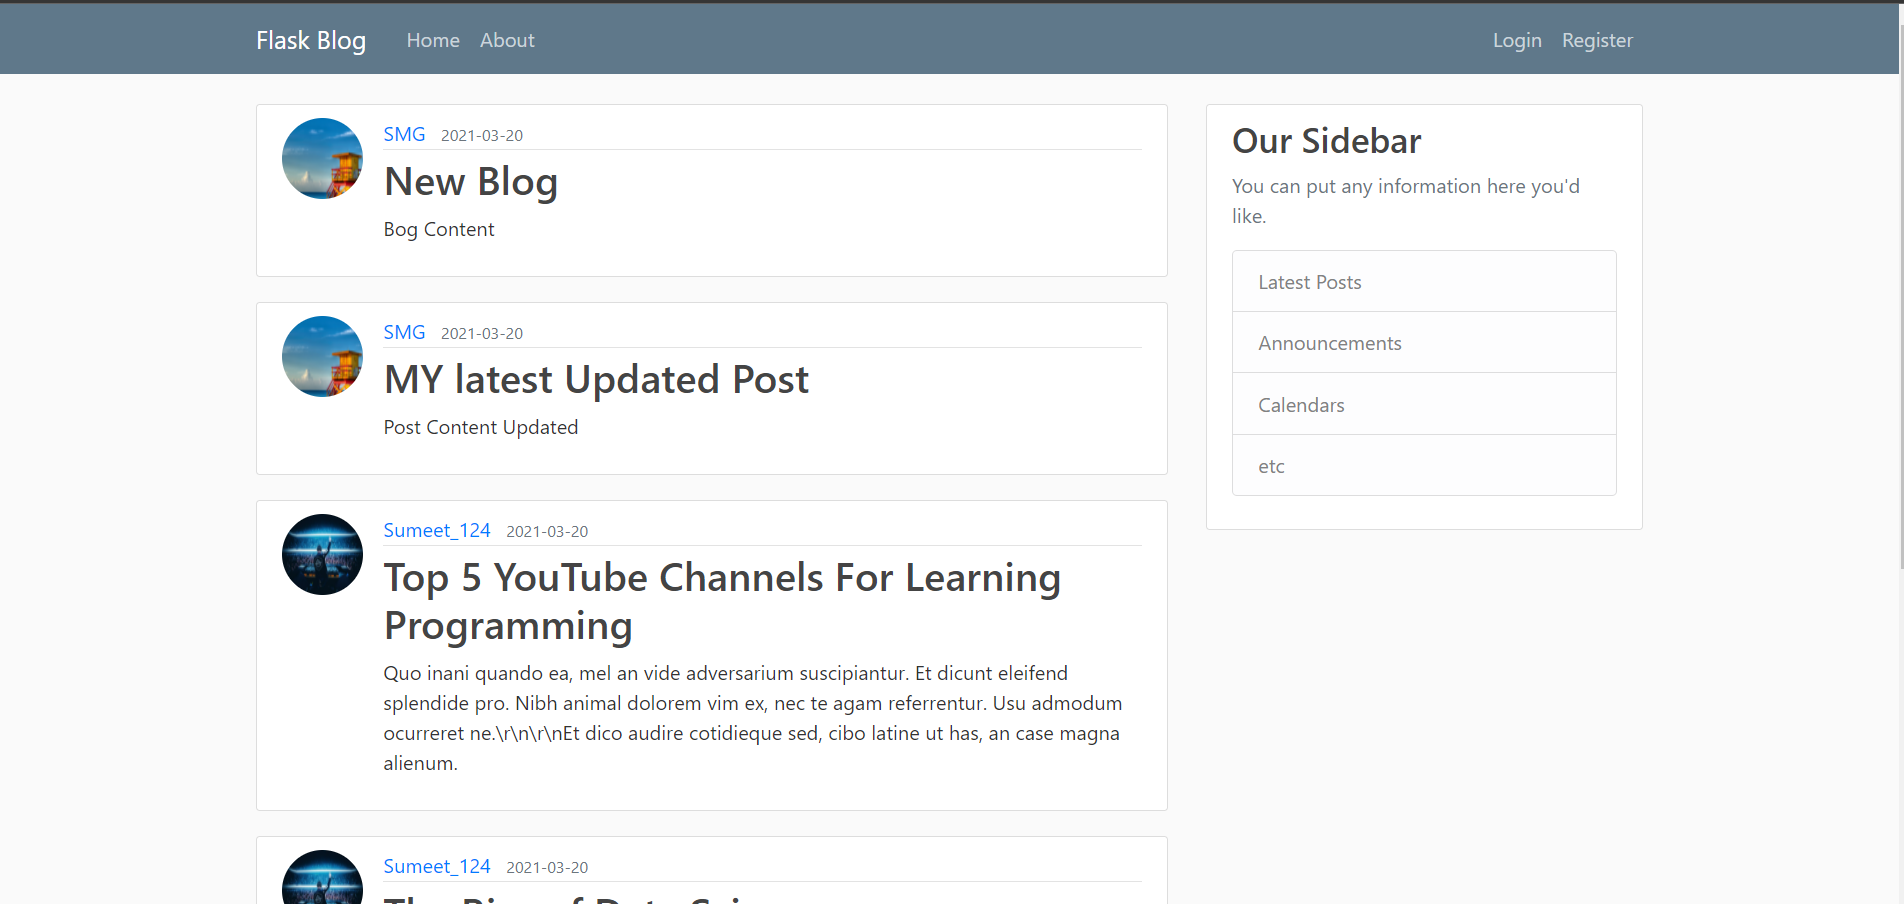 Flask Blog Home About Login Register
SMG 2021-03-20
New Blog
Bog Content
SMG 2021-03-20
MY latest Updated Post
Post Content Updated
Sumeet_124 2021-03-20
Top 5 YouTube Channels For Learning
Programming
Quo inani quando ea, mel an vide adversarium suscipiantur. Et dicunt eleifend
splendide pro. Nibh animal dolorem vim ex, nec te agam referrentur. Usu admodum
ocurreret ne.\r\n\r\nEt dico audire cotidieque sed, cibo latine ut has, an case magna
alienum.
Sumeet_124 2021-03-20
Our Sidebar
You can put any information here you'd
like.
Latest Posts
Announcements
Calendars
etc